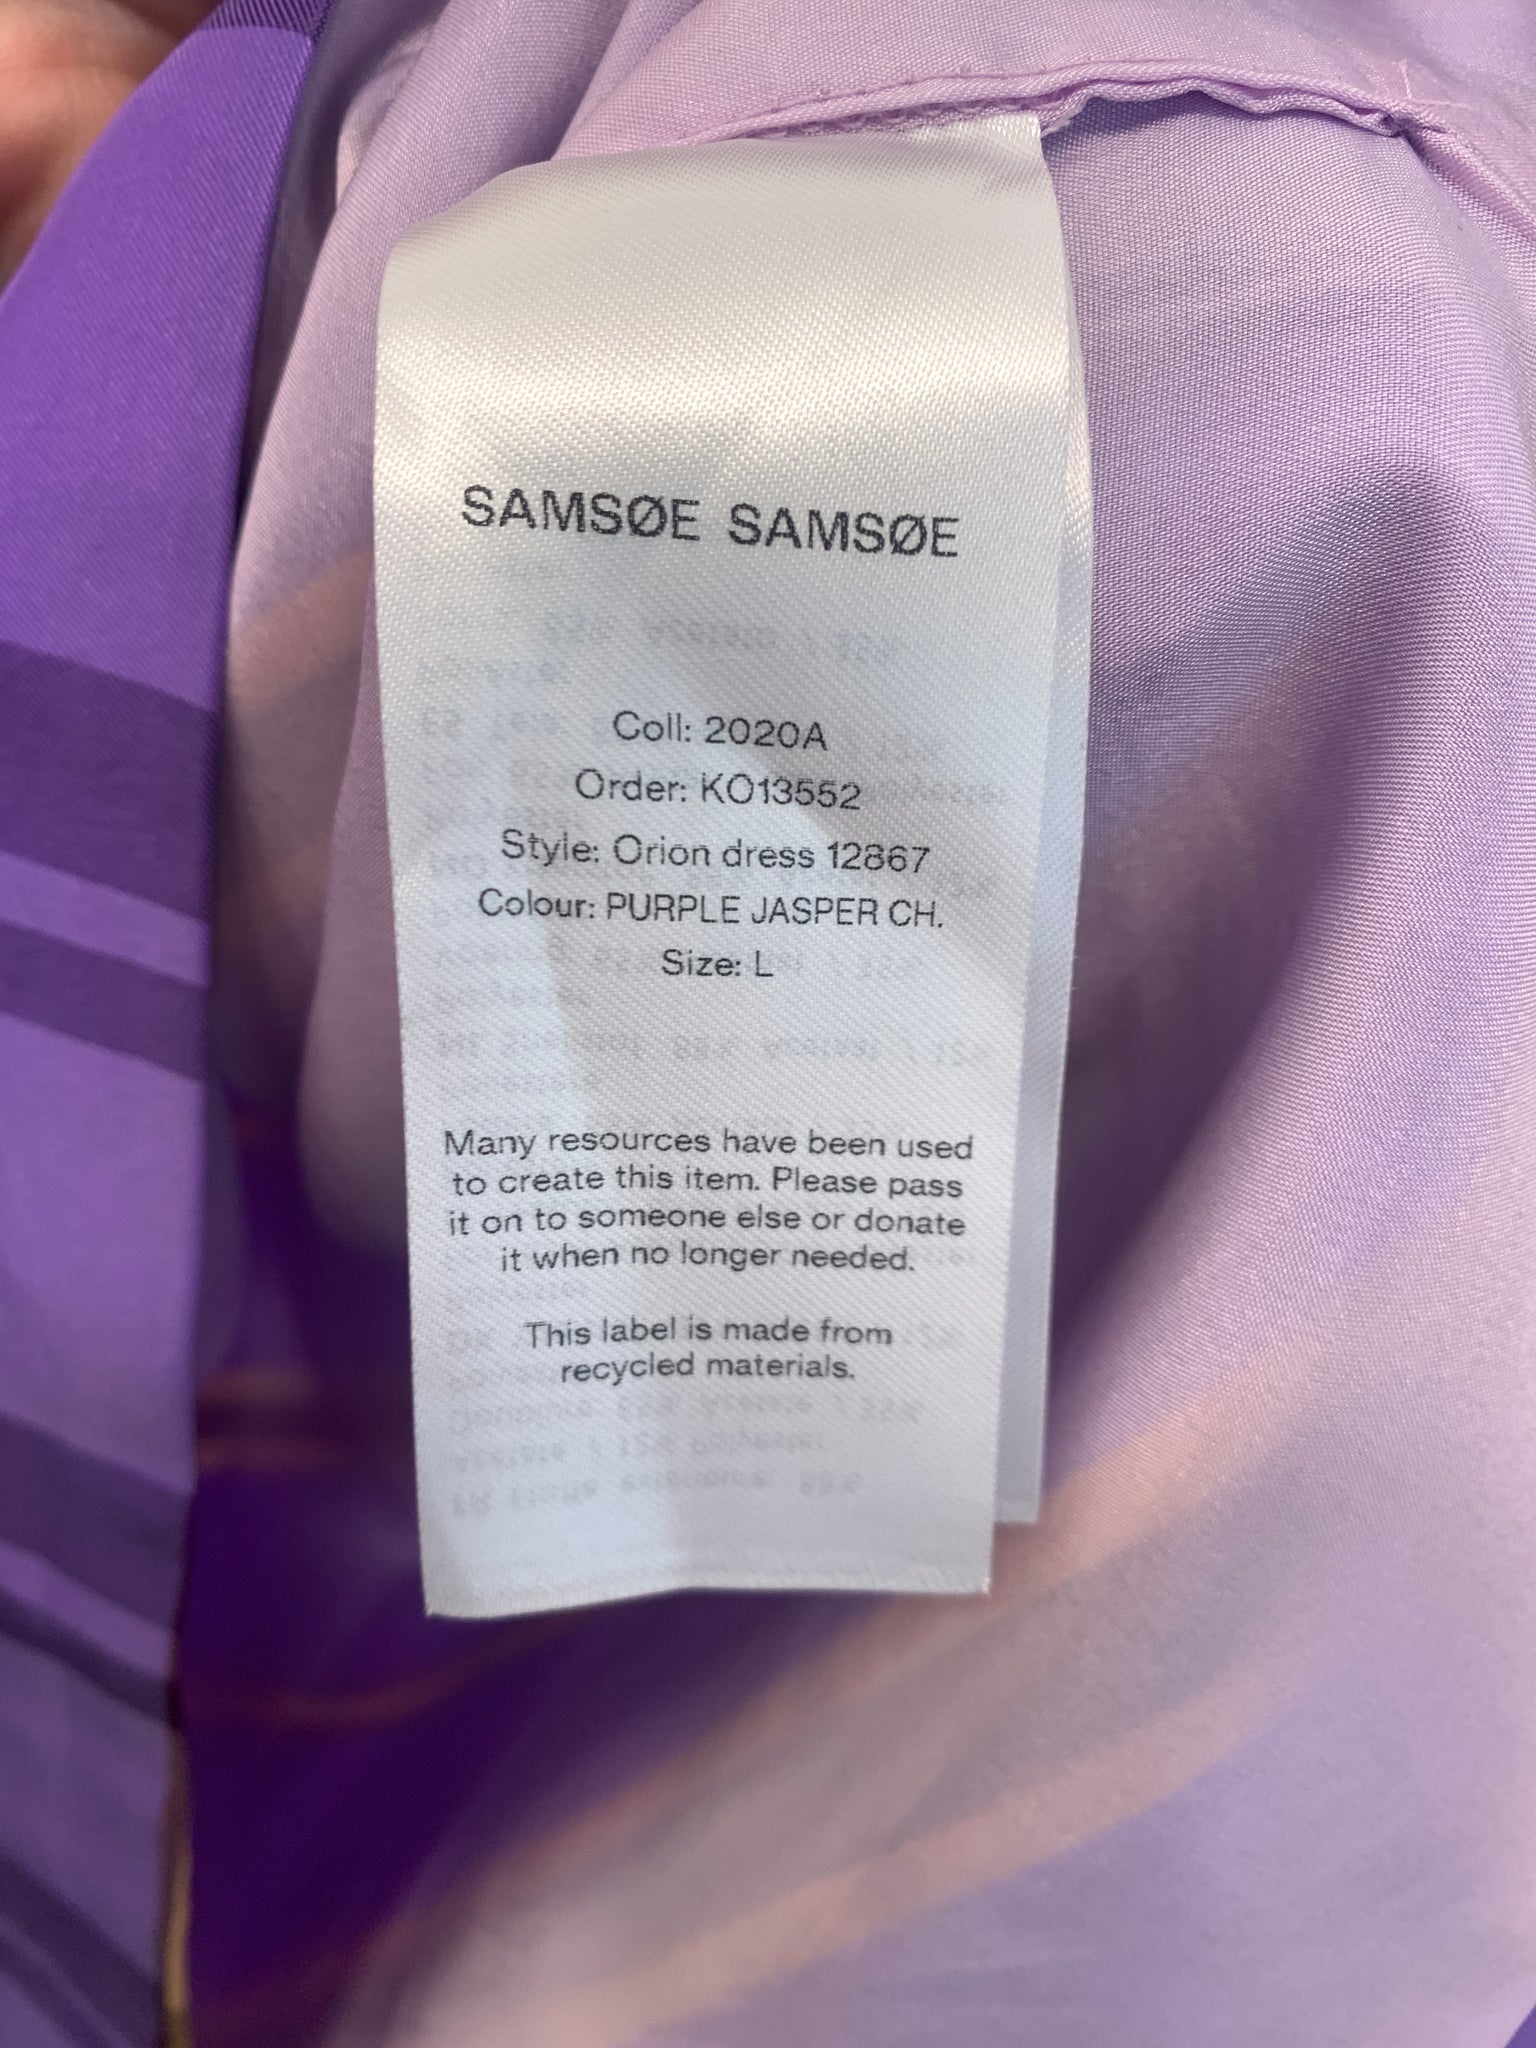 SAMSØE SAMSØE
Coll: 2020A
Order: KO13552
Style: Orion dress 12867
Colour: PURPLE JASPER CH.
Size: L
Many resources have been used
to create this item. Please pass
it on to someone else or donate
it when no longer needed.
This label is made from
recycled materials.